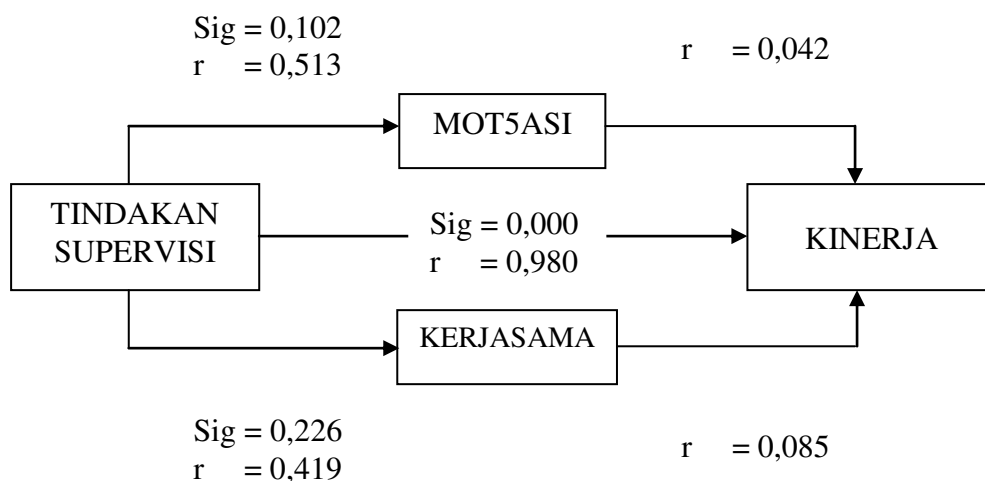 Sig = 0,102
r = 0,513
r = 0,042
MOT5ASI
TINDAKAN
SUPERVISI
Sig = 0,000
r = 0,980
KINERJA
KERJASAMA
Sig = 0,226
r = 0,419
r = 0,085